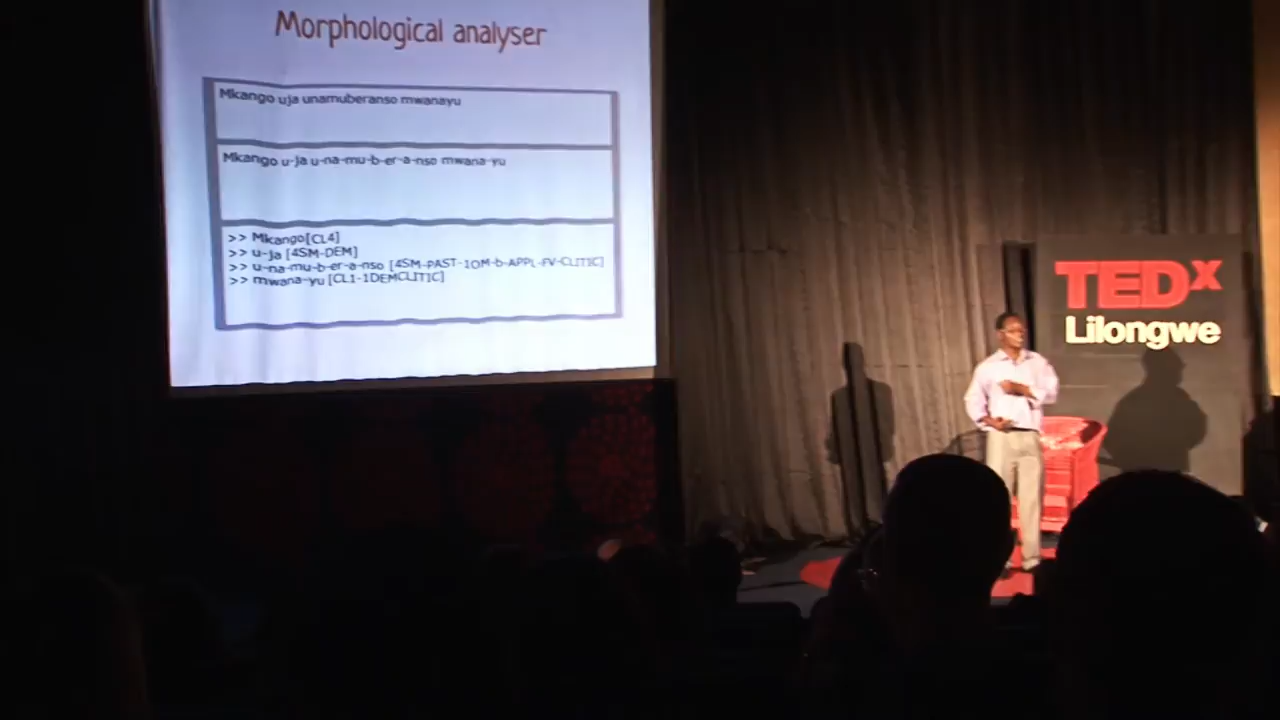 Morphological analyser
Mkango uja unamuberanso mwanayu
Mkango u-ja u-na-mu-b-er-a-nso mwana-yu
>> Mkango[CL4]
>> u-ja [4SM-DEM]
>> u-na-mu-b-er-a-nso [4SM-PAST-1OM-b-APPL-FV-CLITIC]
>> mwana-yu [CL1-1DEMCLITIC]
TEDx
Lilongwe